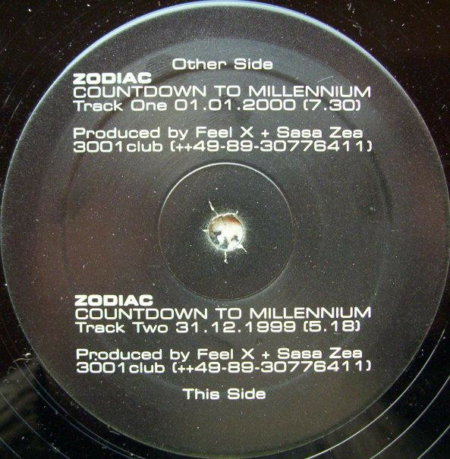 Other Side
ZODIAC
COUNTDOWN TO MILLENNIUM
Track One 01.01.2000 (7.30)
Produced by Feel X + Sasa Zea
3001club (++49-89-30776411)
ZODIAC
COUNTDOWN TO MILLENNIUM
Track Two 31.12.1999 (5.18)
Produced by Feel X + Sasa Zea
3001club (++49-89-30776411)
This Side